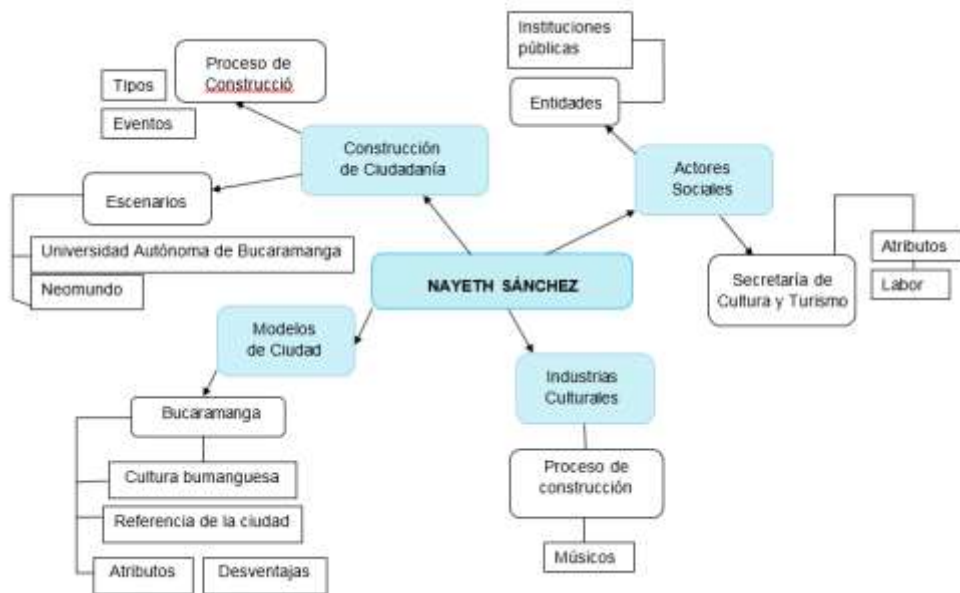 Instituciones
públicas
Proceso de
Construcció
Tipos
Eventos
Entidades
Construcción
de Ciudadanía
Actores
Sociales
Escenarios
Universidad Autónoma de Bucaramanga
Neomundo
NAYETH SÁNCHEZ
Secretaría de
Cultura y Turismo
Atributos
Labor
Modelos
de Ciudad
Industrias
Culturales
Bucaramanga
Cultura bumanguesa
Referencia de la ciudad
Atributos
Desventajas
Proceso de
construcción
Músicos